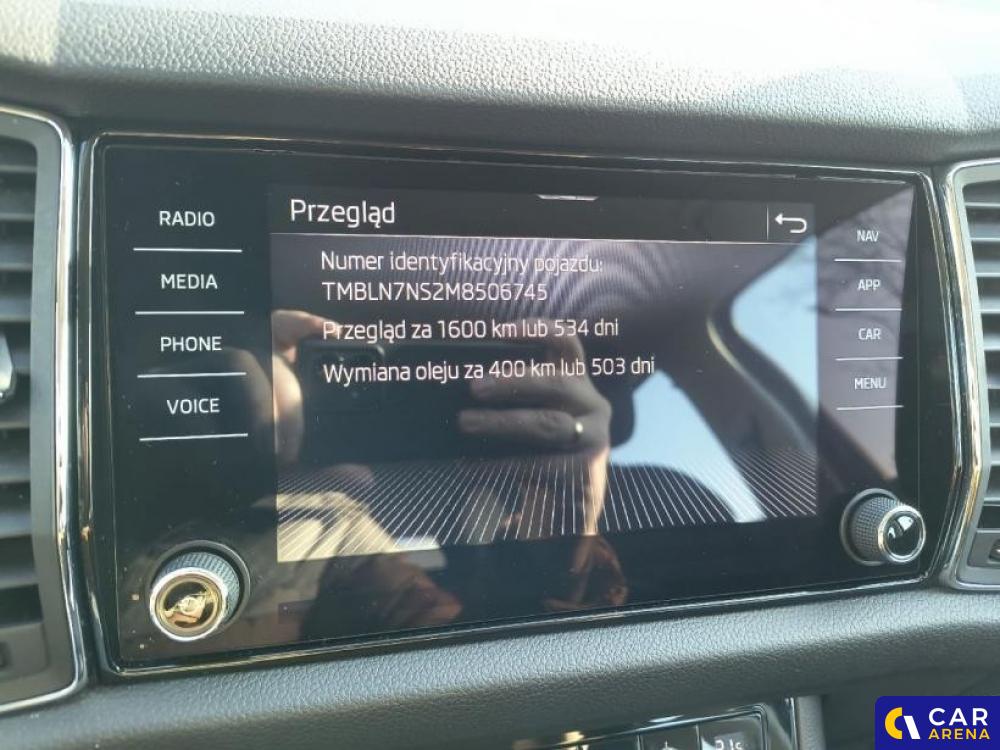 Przegląd
RADIO
MEDIA
PHONE
VOICE
Numer identyfikacyjny pojazdu:
TMBLN7NS2M8506745
Przegląd za 1600 km lub 534 dni
Wymiana oleju za 400 km lub 503 dni
NAV
APP
CAR
MENU
CAR
ARENA